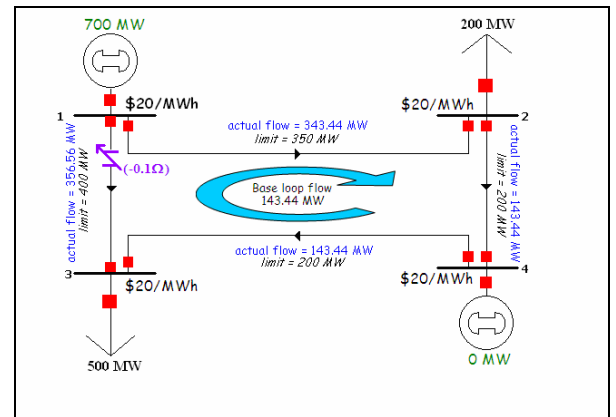 700 MW
200 MW
1
$20/MWh
$20/MWh
2
actual flow = 343.44 MW
limit = 350 MW
(-0.1Ω)
actual flow = 356.56 MW
limit = 400 MW
Base loop flow
143.44 MW
actual flow = 143.44 MW
limit = 200 MW
actual flow = 143.44 MW
limit = 200 MW
3
$20/MWh
$20/MWh
4
500 MW
0 MW